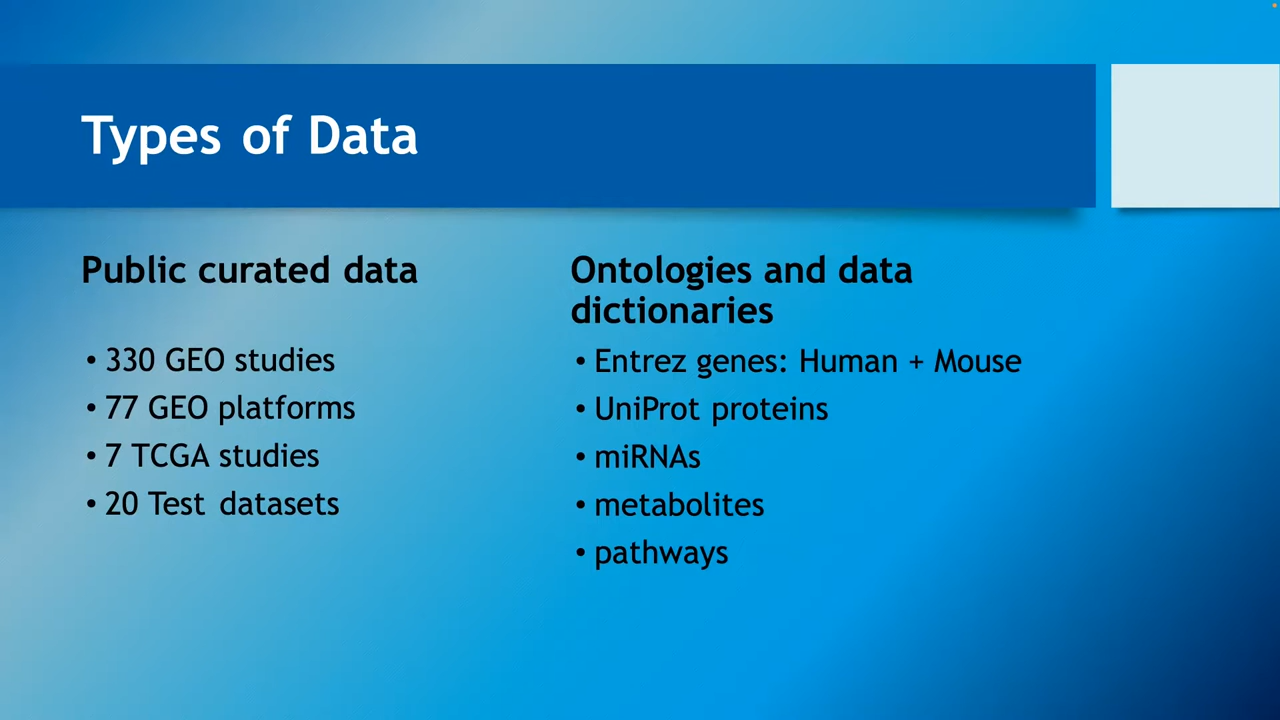 Types of Data
Public curated data
• 330 GEO studies
• 77 GEO platforms
• 7 TCGA studies
• 20 Test datasets
Ontologies and data
dictionaries
• Entrez genes: Human + Mouse
• UniProt proteins
• miRNAs
• metabolites
• pathways